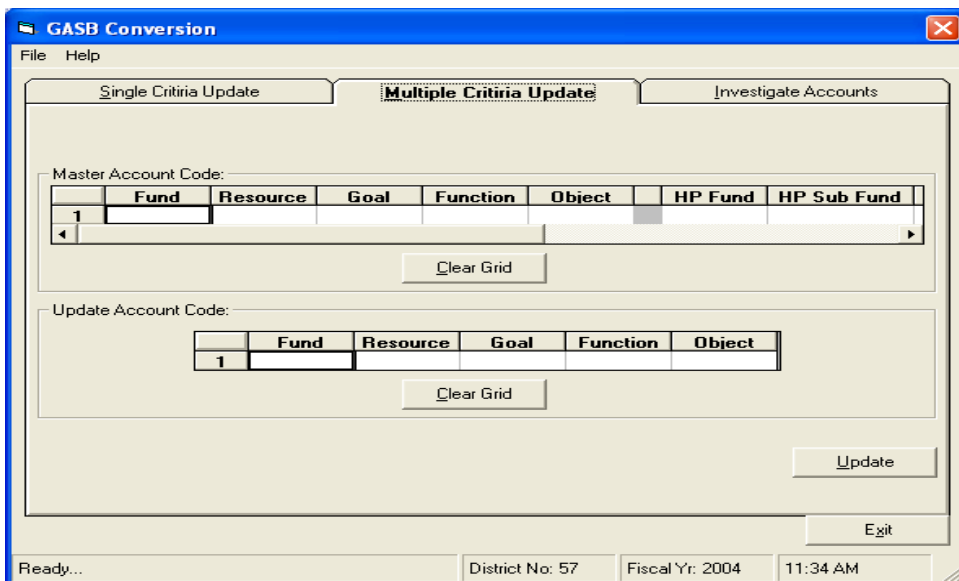 GASB Conversion
File Help
Single Critiria Update Multiple Critiria Update Investigate Accounts
Master Account Code:
Fund Resource Goal Function Object HP Fund HP Sub Fund
1
Clear Grid
Update Account Code:
Fund Resource Goal Function Object
1
Clear Grid
Update
Exit
Ready... District No: 57 Fiscal Yr: 2004 11:34 AM